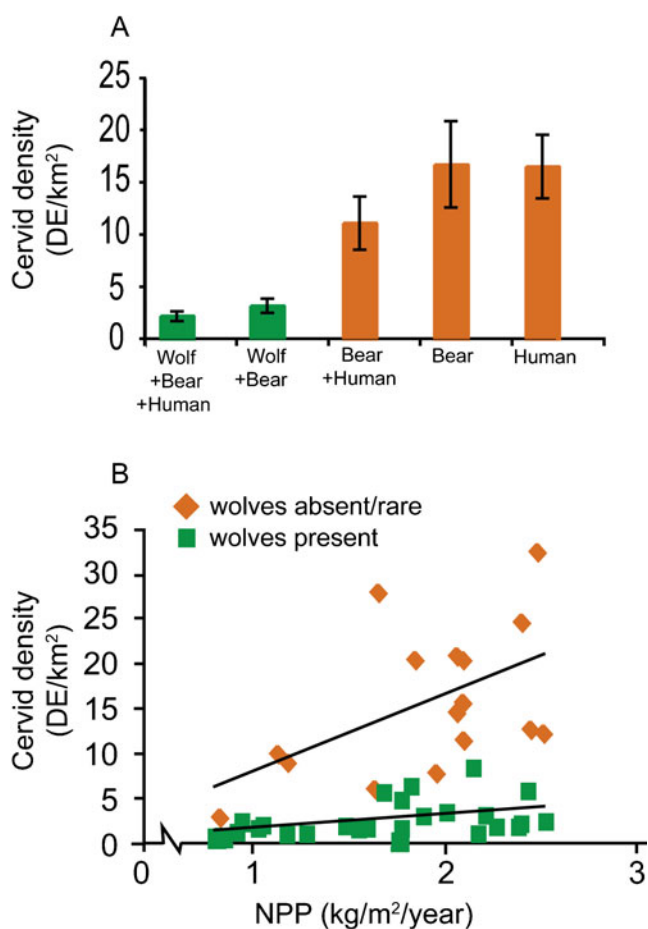 A
Cervid density
(DE/km²)
25
20
15
10
5
0
Wolf
+Bear
+Human
Wolf
+Bear
Bear
+Human
Bear
Human
B
wolves absent/rare
wolves present
Cervid density
(DE/km²)
35
30
25
20
15
10
5
0
0
1
2
3
NPP (kg/m²/year)